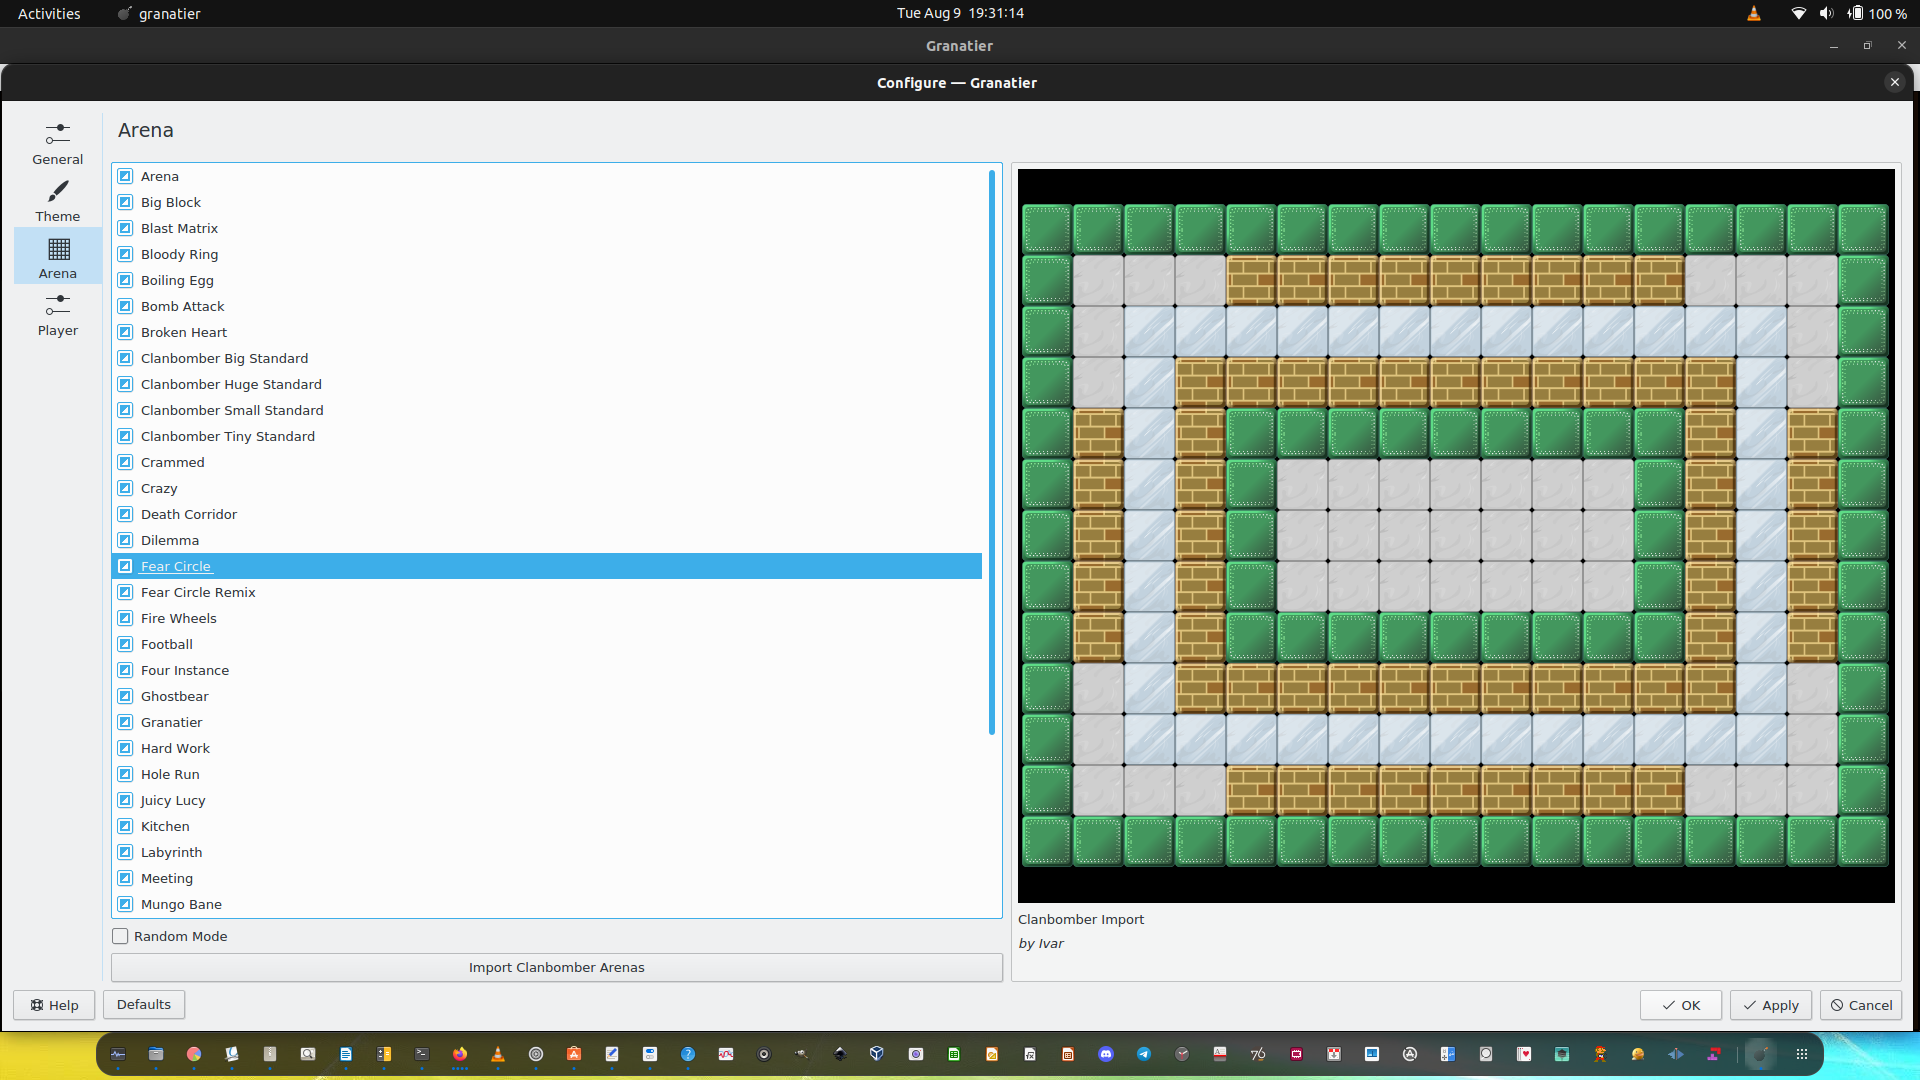 Activities
granatier
Tue Aug 9 19:31:14
100 %
Granatier
Configure — Granatier
General
Theme
Arena
Player
Arena
Arena
Big Block
Blast Matrix
Bloody Ring
Boiling Egg
Bomb Attack
Broken Heart
Clanbomber Big Standard
Clanbomber Huge Standard
Clanbomber Small Standard
Clanbomber Tiny Standard
Crammed
Crazy
Death Corridor
Dilemma
Fear Circle
Fear Circle Remix
Fire Wheels
Football
Four Instance
Ghostbear
Granatier
Hard Work
Hole Run
Juicy Lucy
Kitchen
Labyrinth
Meeting
Mungo Bane
Random Mode
Import Clanbomber Arenas
Clanbomber Import
by Ivar
Help
Defaults
OK
Apply
Cancel